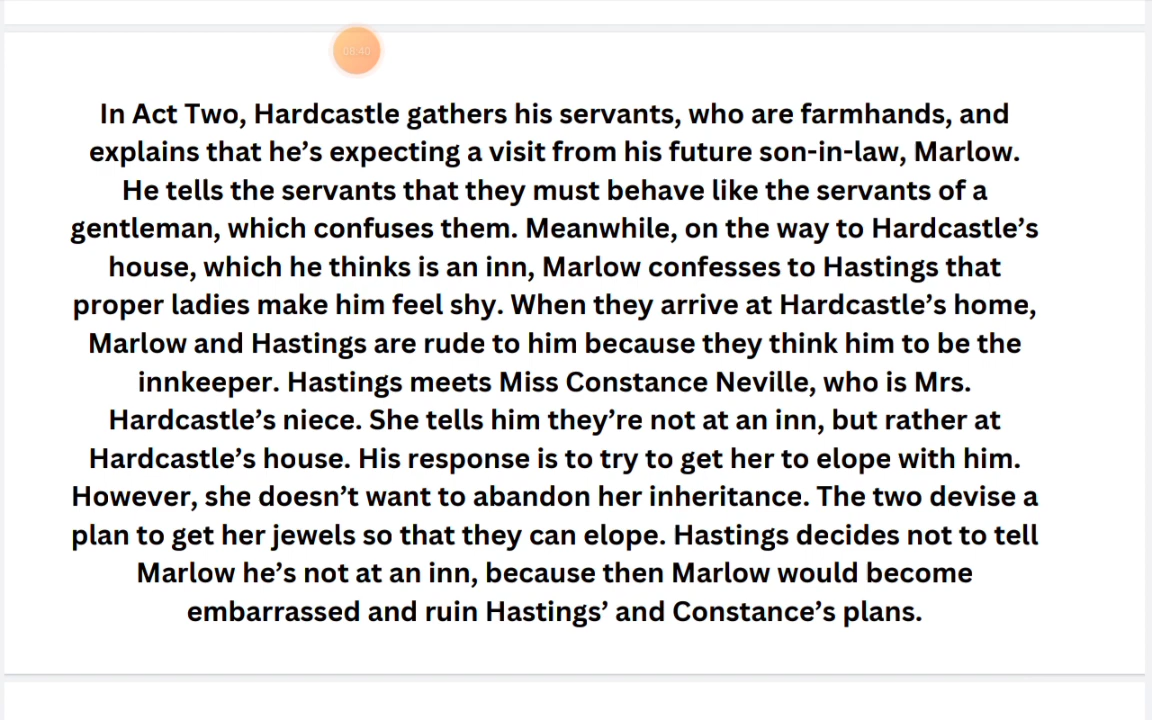 08:40
In Act Two, Hardcastle gathers his servants, who are farmhands, and
explains that he’s expecting a visit from his future son-in-law, Marlow.
He tells the servants that they must behave like the servants of a
gentleman, which confuses them. Meanwhile, on the way to Hardcastle’s
house, which he thinks is an inn, Marlow confesses to Hastings that
proper ladies make him feel shy. When they arrive at Hardcastle’s home,
Marlow and Hastings are rude to him because they think him to be the
innkeeper. Hastings meets Miss Constance Neville, who is Mrs.
Hardcastle’s niece. She tells him they’re not at an inn, but rather at
Hardcastle’s house. His response is to try to get her to elope with him.
However, she doesn’t want to abandon her inheritance. The two devise a
plan to get her jewels so that they can elope. Hastings decides not to tell
Marlow he’s not at an inn, because then Marlow would become
embarrassed and ruin Hastings’ and Constance’s plans.